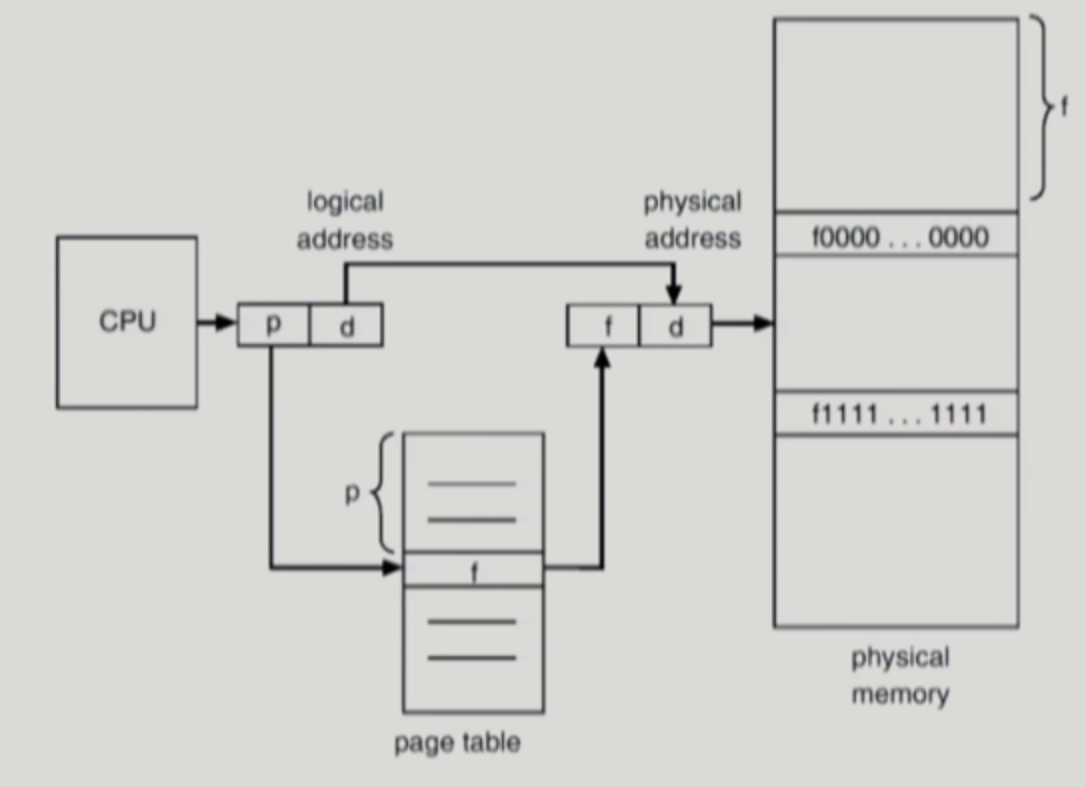 f
logical
address
physical
address
f0000 . . . 0000
CPU
p
d
f
d
f1111 . . . 1111
p
f
physical
memory
page table